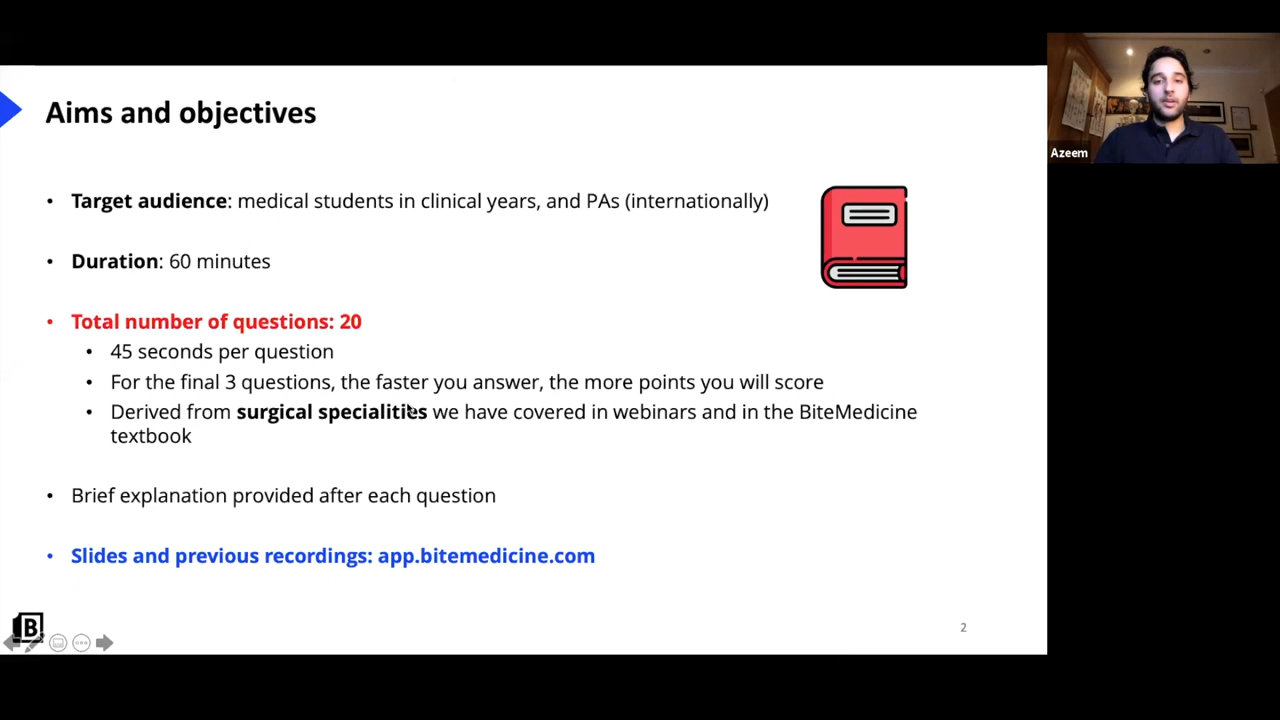 Aims and objectives
• Target audience: medical students in clinical years, and PAs (internationally)
• Duration: 60 minutes
• Total number of questions: 20
• 45 seconds per question
• For the final 3 questions, the faster you answer, the more points you will score
• Derived from surgical specialities we have covered in webinars and in the BiteMedicine
textbook
• Brief explanation provided after each question
• Slides and previous recordings: app.bitemedicine.com
B
2
Azeem